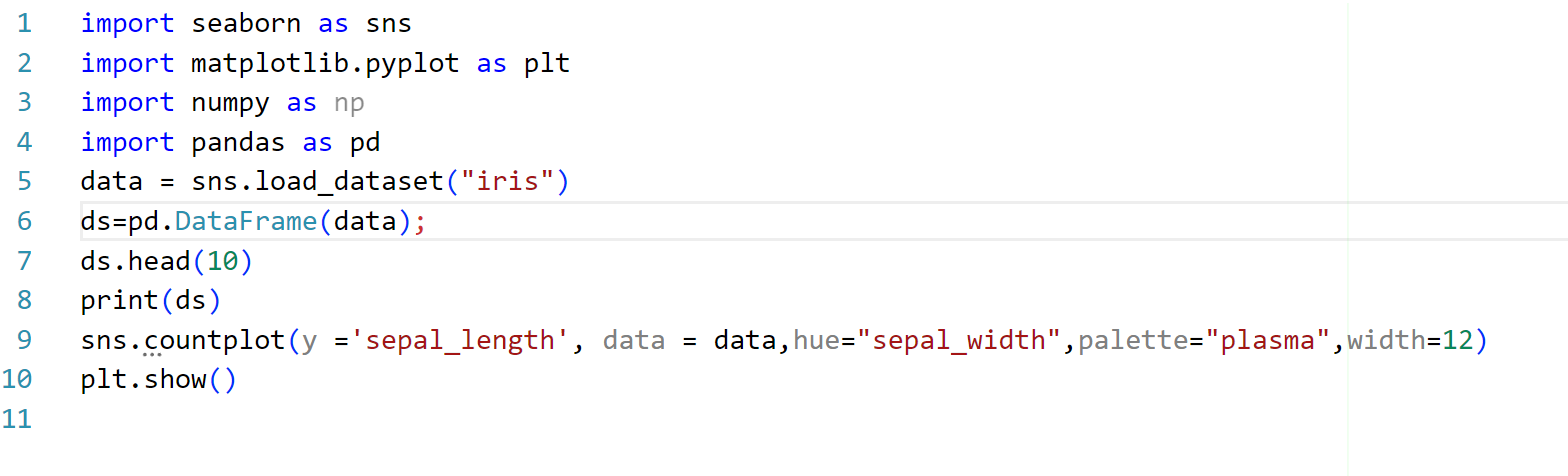 1 import seaborn as sns
2 import matplotlib.pyplot as plt
3 import numpy as np
4 import pandas as pd
5 data = sns.load_dataset("iris")
6 ds=pd.DataFrame(data);
7 ds.head(10)
8 print(ds)
9 sns.countplot(y ='sepal_length', data = data,hue="sepal_width",palette="plasma",width=12)
10 plt.show()
11